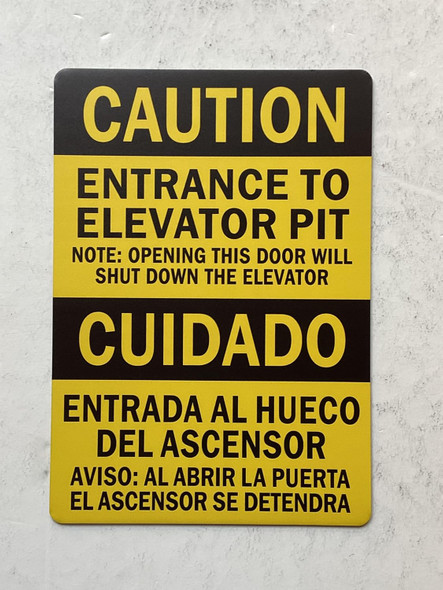 CAUTION
ENTRANCE TO
ELEVATOR PIT
NOTE: OPENING THIS DOOR WILL
SHUT DOWN THE ELEVATOR
CUIDADO
ENTRADA AL HUECO
DEL ASCENSOR
AVISO: AL ABRIR LA PUERTA
EL ASCENSOR SE DETENDRA